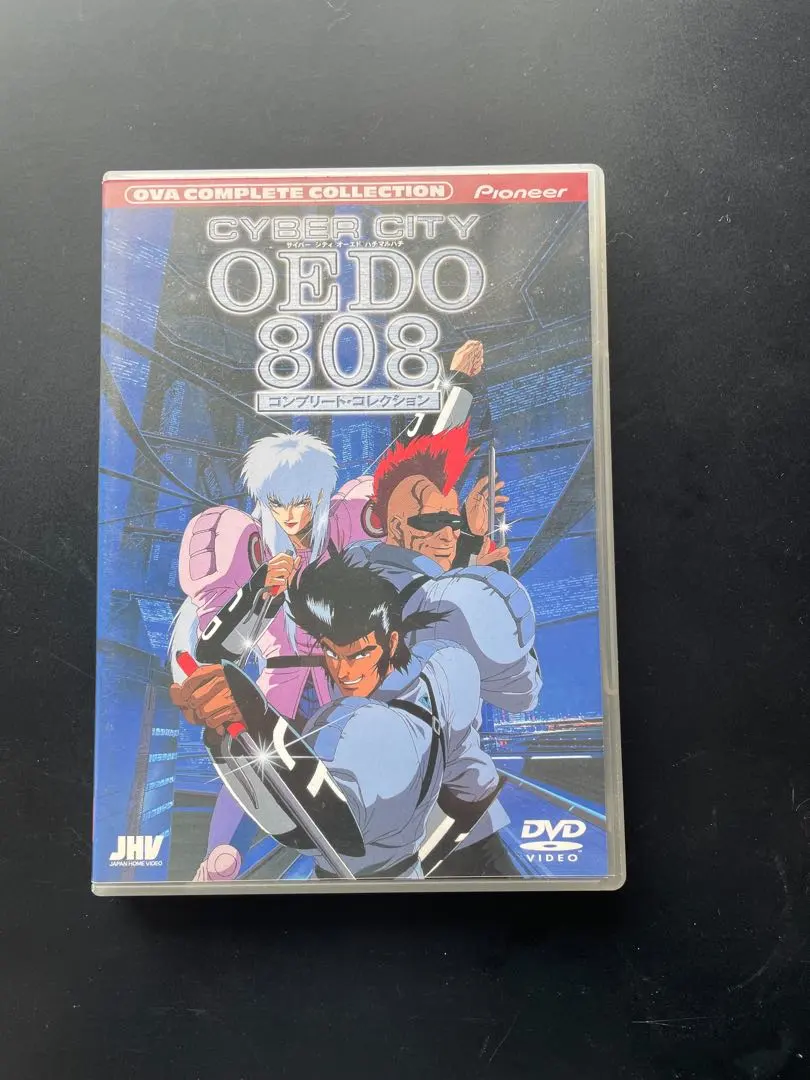 OVA COMPLETE COLLECTION
Pioneer
CYBER CITY
サイバー シティ オーエド ハチマルハチ
OEDO
808
コンプリート・コレクション
JHV
JAPAN HOME VIDEO
DVD
VIDEO